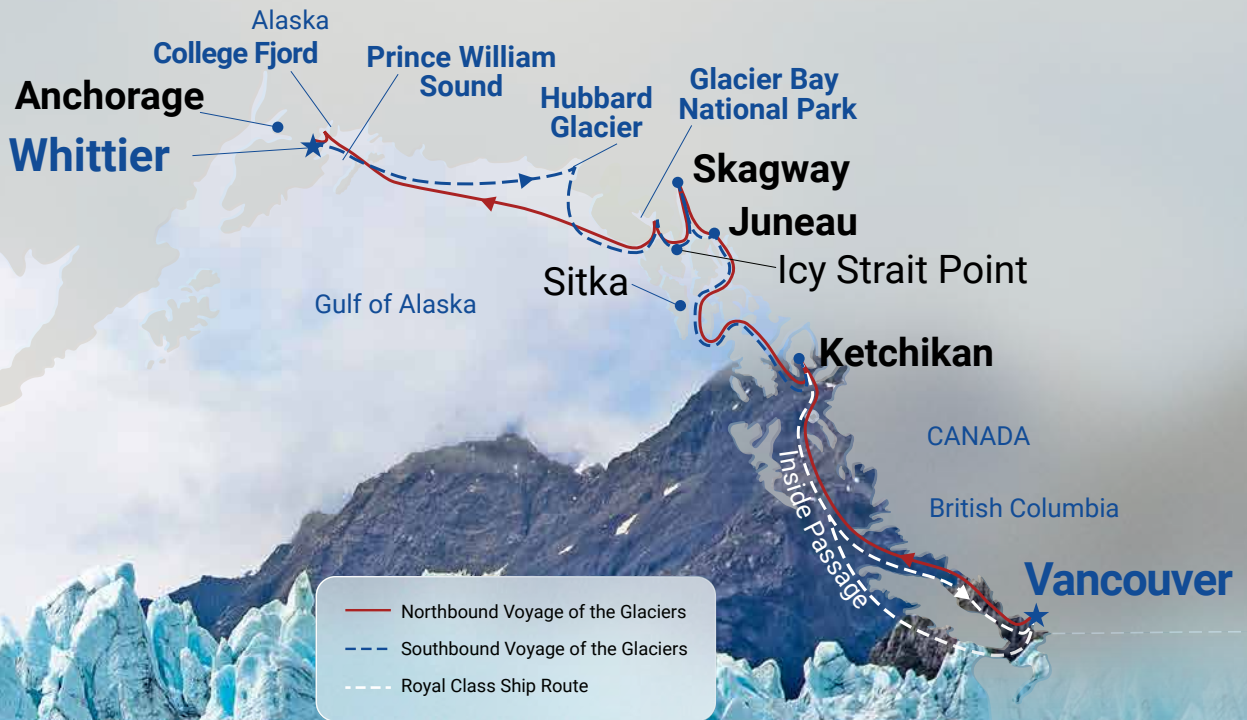 Alaska
College Fjord
Prince William
Sound
Anchorage
Whittier
Hubbard
Glacier
Glacier Bay
National Park
Skagway
Juneau
Icy Strait Point
Sitka
Gulf of Alaska
Ketchikan
CANADA
Inside Passage
British Columbia
Vancouver
Northbound Voyage of the Glaciers
Southbound Voyage of the Glaciers
Royal Class Ship Route